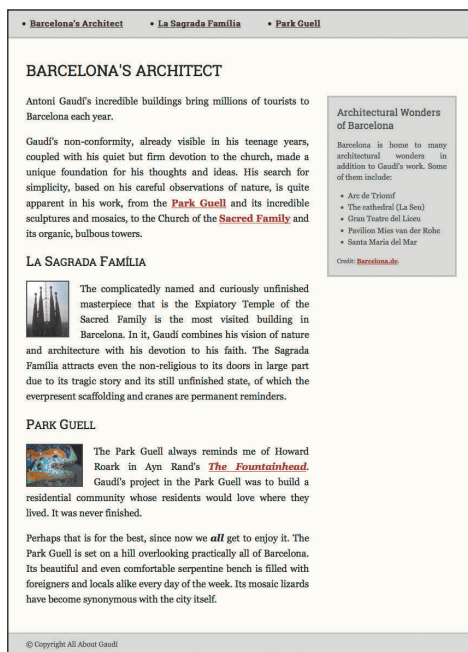 • Barcelona's Architect • La Sagrada Família • Park Guell
BARCELONA'S ARCHITECT
Antoni Gaudí's incredible buildings bring millions of tourists to
Barcelona each year.
Gaudí's non-conformity, already visible in his teenage years,
coupled with his quiet but firm devotion to the church, made a
unique foundation for his thoughts and ideas. His search for
simplicity, based on his careful observations of nature, is quite
apparent in his work, from the Park Guell and its incredible
sculptures and mosaics, to the Church of the Sacred Family and
its organic, bulbous towers.
LA SAGRADA FAMÍLIA
The complicatedly named and curiously unfinished
masterpiece that is the Expiatory Temple of the
Sacred Family is the most visited building in
Barcelona. In it, Gaudí combines his vision of nature
and architecture with his devotion to his faith. The Sagrada
Família attracts even the non-religious to its doors in large part
due to its tragic story and its still unfinished state, of which the
everpresent scaffolding and cranes are permanent reminders.
PARK GUELL
The Park Guell always reminds me of Howard
Roark in Ayn Rand's The Fountainhead.
Gaudí's project in the Park Guell was to build a
residential community whose residents would love where they
lived. It was never finished.
Perhaps that is for the best, since now we all get to enjoy it. The
Park Guell is set on a hill overlooking practically all of Barcelona.
Its beautiful and even comfortable serpentine bench is filled with
foreigners and locals alike every day of the week. Its mosaic lizards
have become synonymous with the city itself.
Architectural Wonders
of Barcelona
Barcelona is home to many
architectural wonders in
addition to Gaudí's work. Some
of them include:
• Arc de Triomf
• The cathedral (La Seu)
• Gran Teatre del Liceu
• Pavilion Mies van der Rohe
• Santa Maria del Mar
Credit: Barcelona.de.
© Copyright All About Gaudí